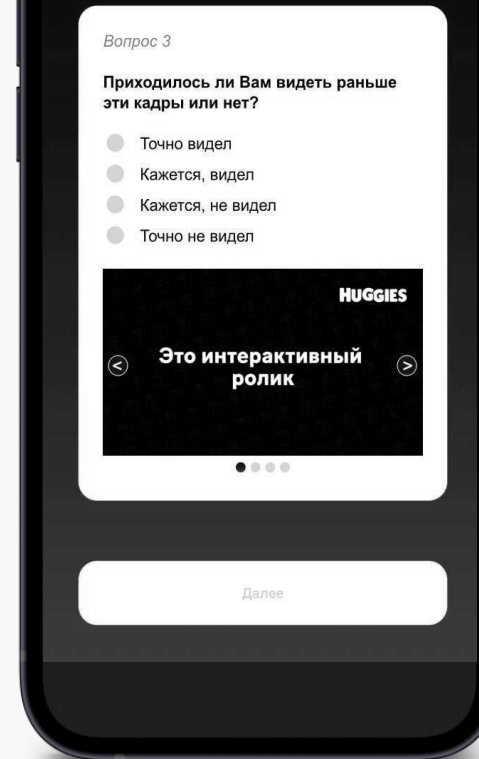 Вопрос 3
Приходилось ли Вам видеть раньше
эти кадры или нет?
Точно видел
Кажется, видел
Кажется, не видел
Точно не видел
HUGGIES
Это интерактивный
ролик
Далее